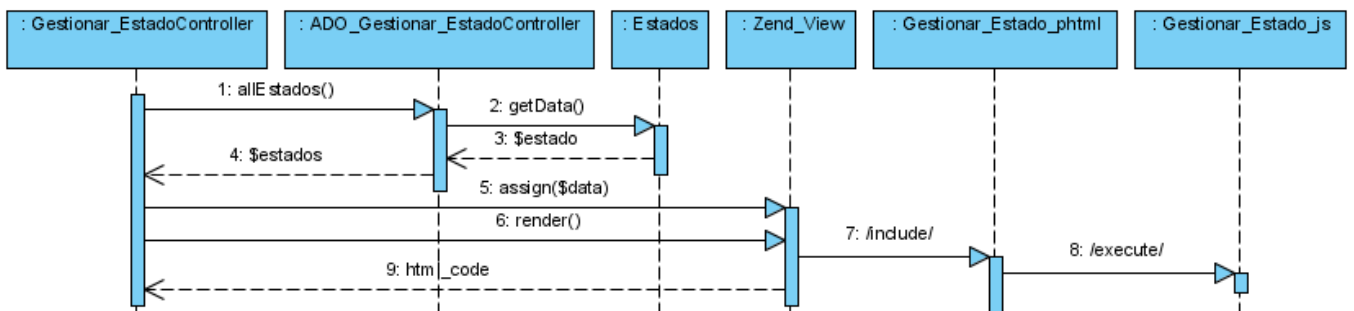 : Gestionar_EstadoController
: ADO_Gestionar_EstadoController
: Estados
: Zend_View
: Gestionar_Estado_phtml
: Gestionar_Estado_js
1: allEstados()
2: getData()
3: $estado
4: $estados
5: assign($data)
6: render()
7: /include/
8: /execute/
9: html_code